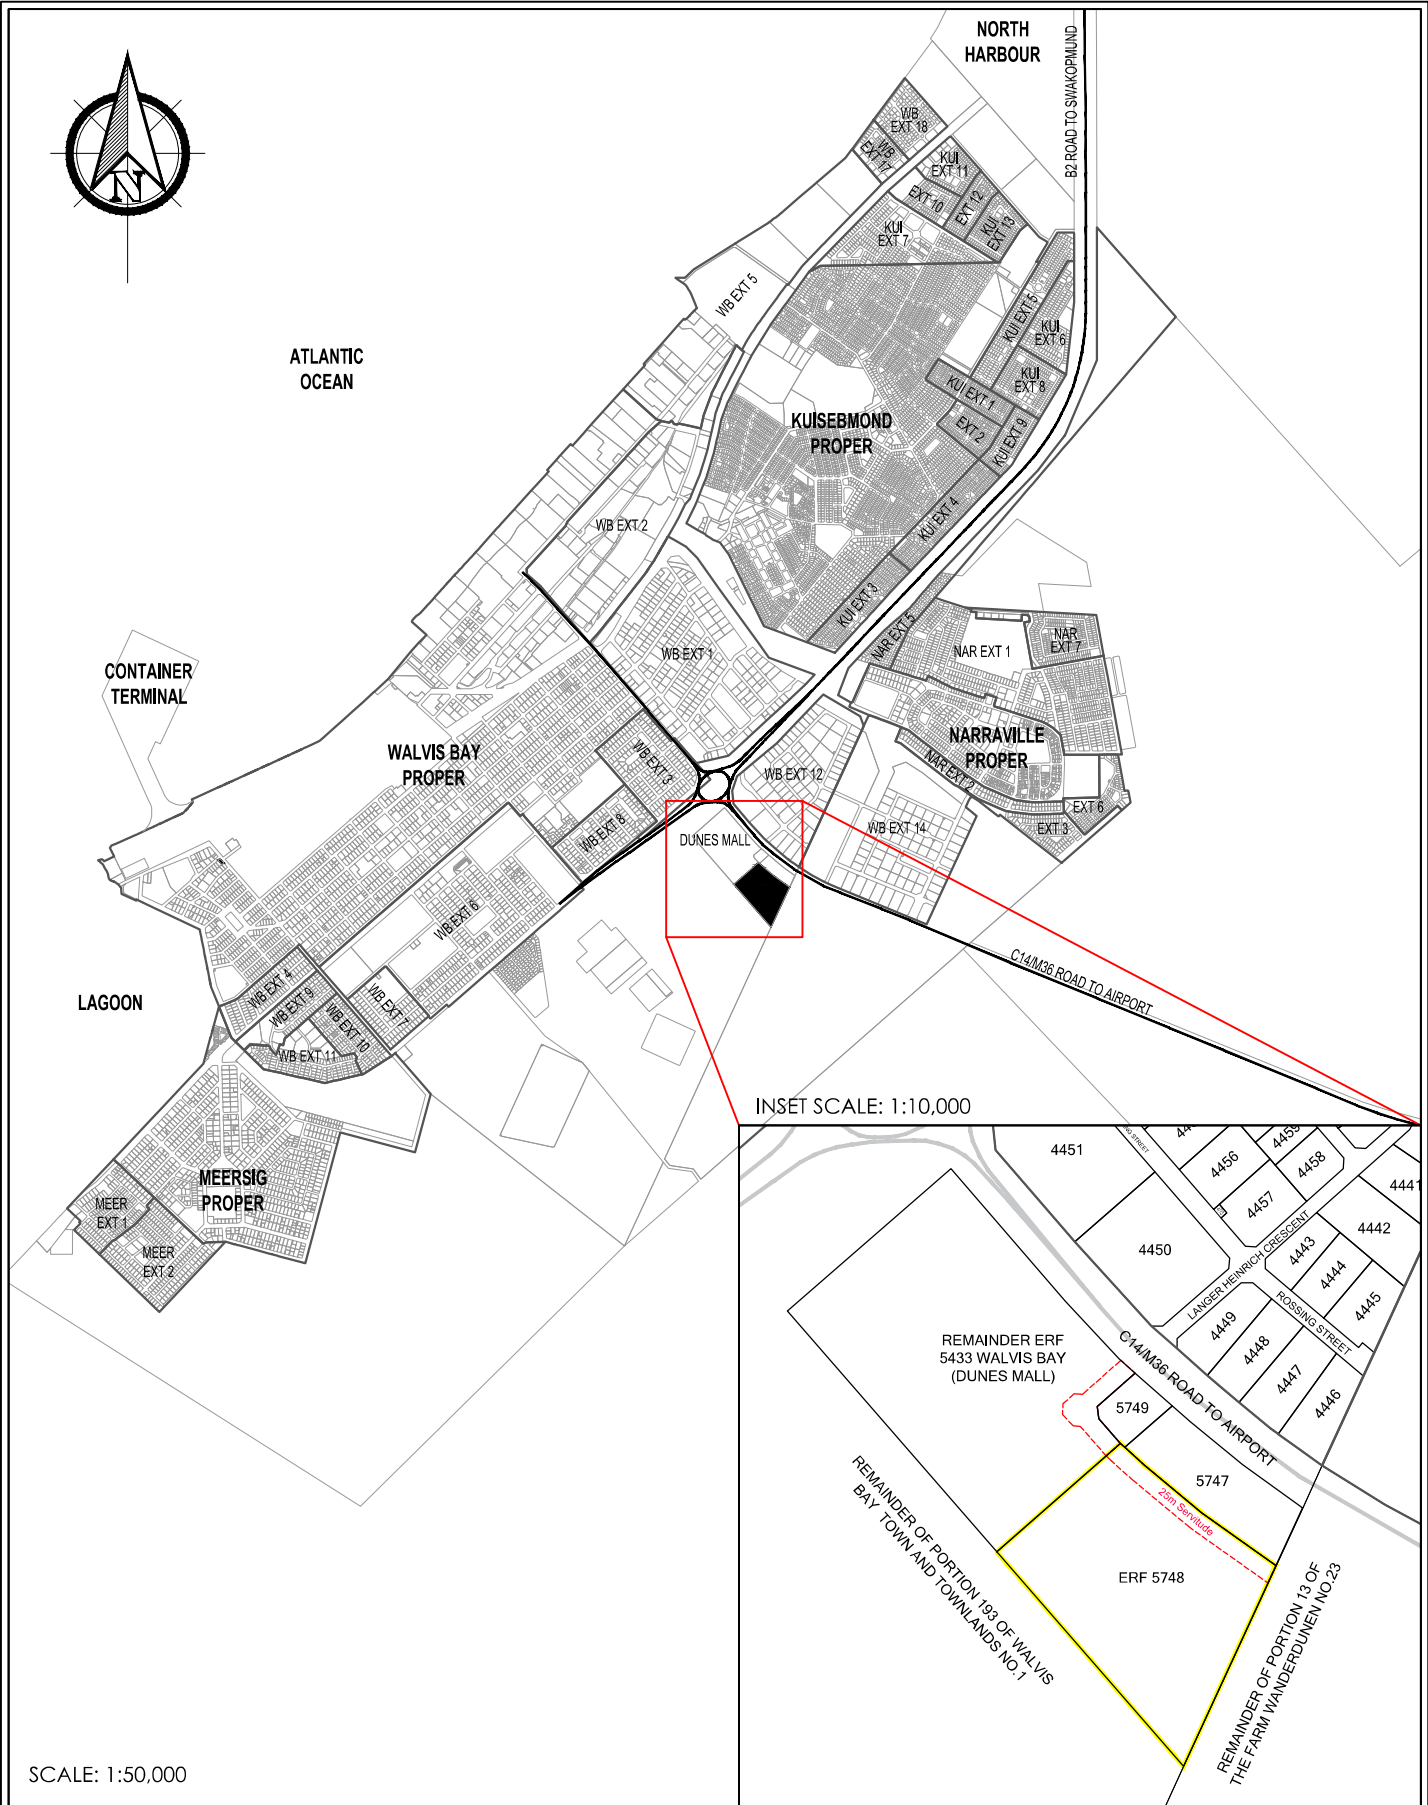 NORTH
HARBOUR
B2 ROAD TO SWAKOPMUND
N
WB
EXT 18
WB
EXT 17
KUI
EXT 11
EXT 10
EXT 12
KUI
EXT 13
KUI
EXT 7
WB EXT 5
KUI EXT 5
KUI
EXT 6
ATLANTIC
OCEAN
KUI
EXT 8
KUI EXT 1
EXT 2
KUI EXT 9
KUISEBMOND
PROPER
KUI EXT 4
WB EXT 2
KUI EXT 3
NAR EXT 5
NAR EXT 1
NAR
EXT 7
WB EXT 1
CONTAINER
TERMINAL
WALVIS BAY
PROPER
NARRAVILLE
PROPER
WB EXT 3
WB EXT 12
NAR EXT 2
EXT 6
EXT 3
WB EXT 8
DUNES MALL
WB EXT 14
WB EXT 6
C14/M36 ROAD TO AIRPORT
LAGOON
WB EXT 4
WB EXT 9
WB EXT 7
WB EXT 10
WB EXT 11
MEERSIG
PROPER
MEER
EXT 1
MEER
EXT 2
INSET SCALE: 1:10,000
4451
4456
4459
4458
4457
4441
4442
4450
4443
4444
4445
LANGER HEINRICH CRESCENT
ROSSING STREET
4449
4448
4447
4446
REMAINDER ERF
5433 WALVIS BAY
(DUNES MALL)
C14/M36 ROAD TO AIRPORT
5749
5747
25m Servitude
ERF 5748
REMAINDER OF PORTION 193 OF WALVIS
BAY TOWN AND TOWNLANDS NO.1
REMAINDER OF PORTION 13 OF
THE FARM WANDERDUNEN NO.23
SCALE: 1:50,000